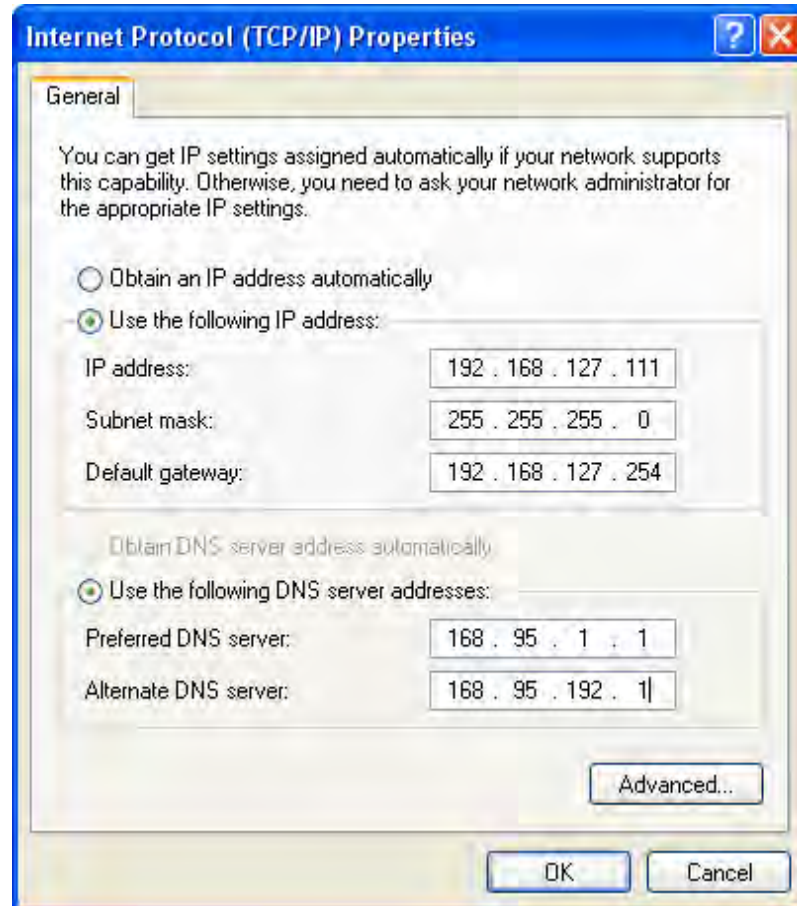 Internet Protocol (TCP/IP) Properties
General
You can get IP settings assigned automatically if your network supports
this capability. Otherwise, you need to ask your network administrator for
the appropriate IP settings.
Obtain an IP address automatically
Use the following IP address:
IP address: 192 . 168 . 127 . 111
Subnet mask: 255 . 255 . 255 . 0
Default gateway: 192 . 168 . 127 . 254
Obtain DNS server address automatically
Use the following DNS server addresses:
Preferred DNS server: 168 . 95 . 1 . 1
Alternate DNS server: 168 . 95 . 192 . 1
Advanced...
OK Cancel